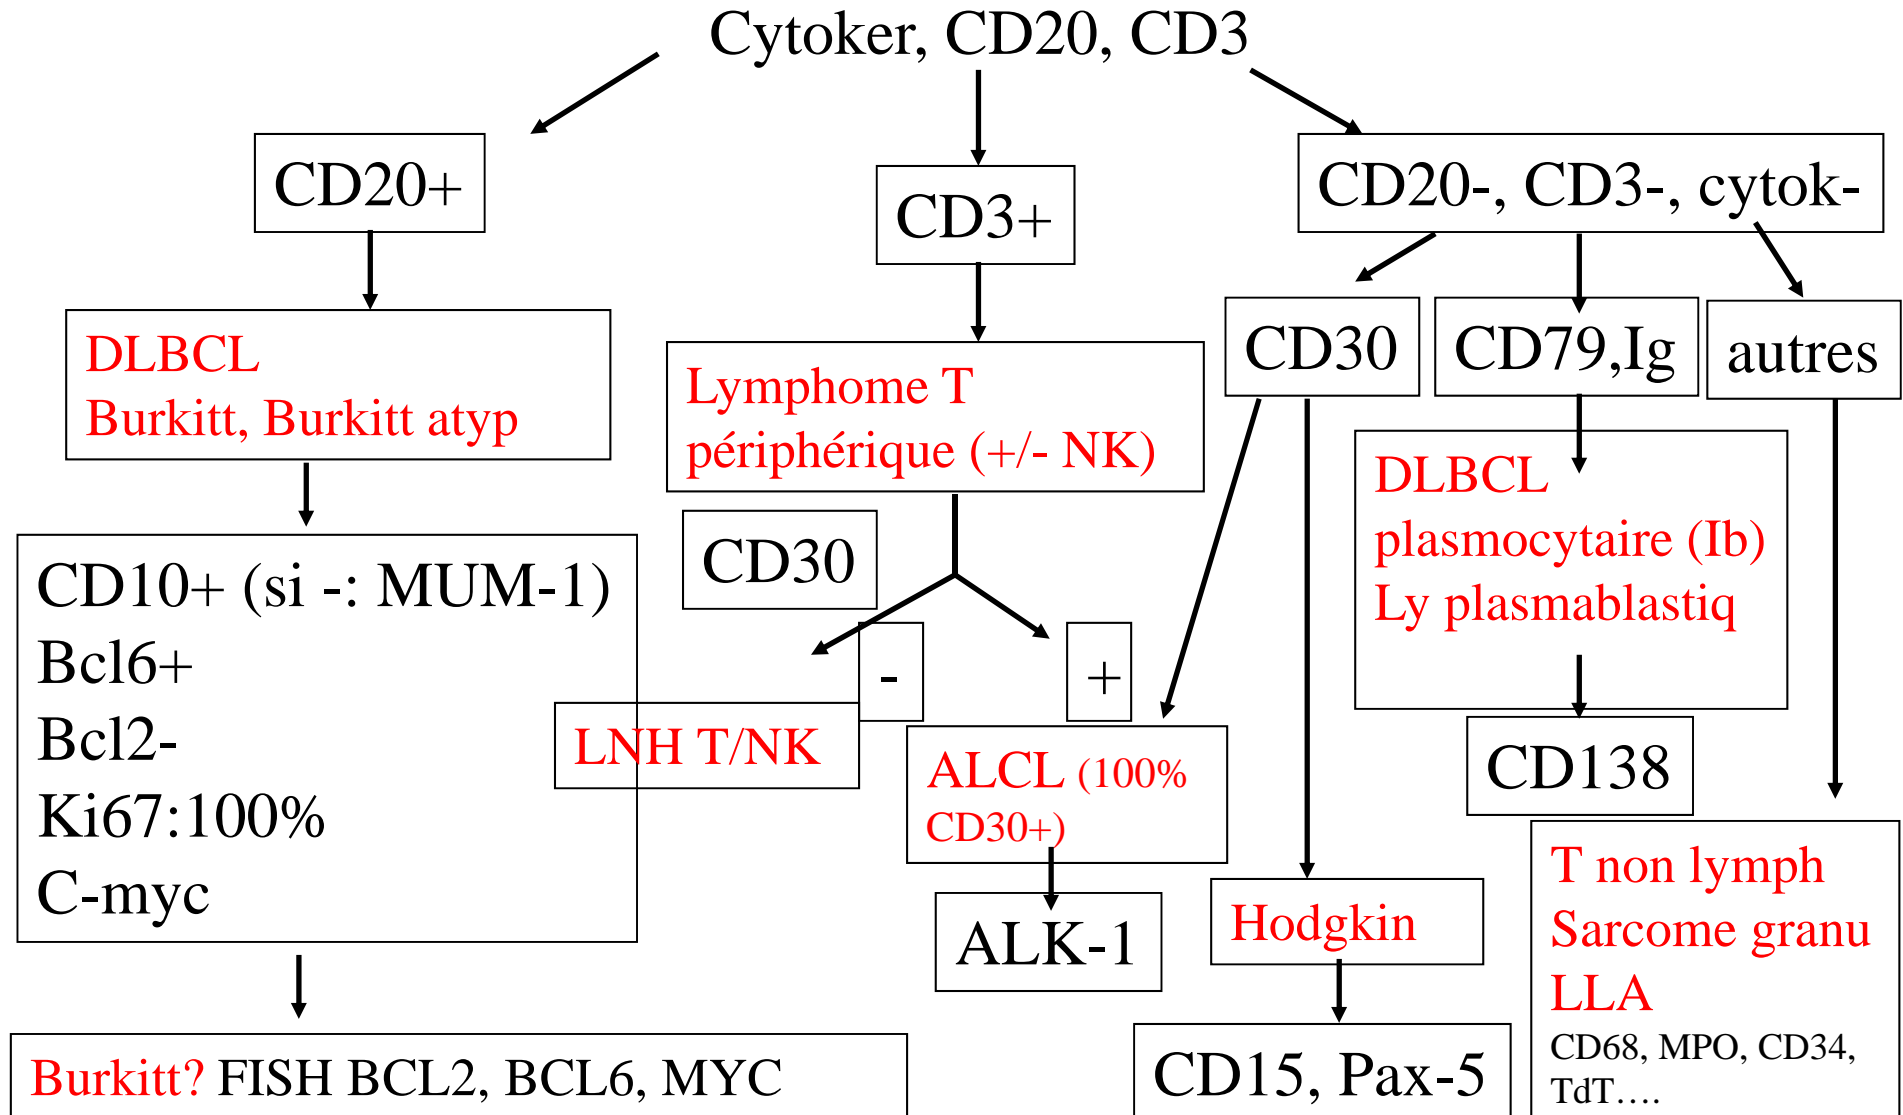 Cytoker, CD20, CD3
CD20+
CD3+
CD20-, CD3-, cytok-
DLBCL
Burkitt, Burkitt atyp
Lymphome T
périphérique (+/- NK)
CD30
CD79,Ig
autres
CD10+ (si -: MUM-1)
Bcl6+
Bcl2-
Ki67:100%
C-myc
CD30
-
+
LNH T/NK
ALCL (100%
CD30+)
ALK-1
DLBCL
plasmocytaire (Ib)
Ly plasmablastiq
CD138
Hodgkin
CD15, Pax-5
T non lymph
Sarcome granu
LLA
CD68, MPO, CD34,
TdT….
Burkitt? FISH BCL2, BCL6, MYC